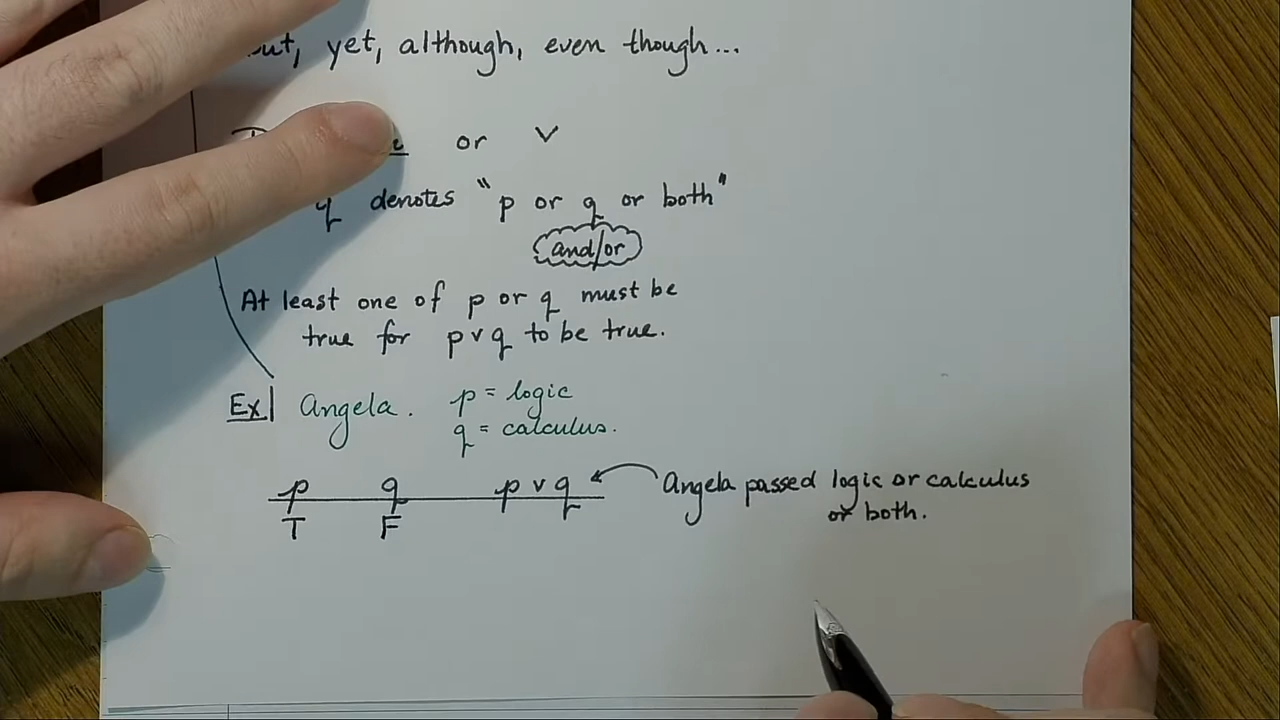 yet, although, even though...
or ∨
q denotes "p or q or both"
and/or
At least one of p or q must be
true for p∨q to be true.
Ex| Angela. p = logic
q = calculus.
p q p∨q Angela passed logic or calculus
or both.
T F